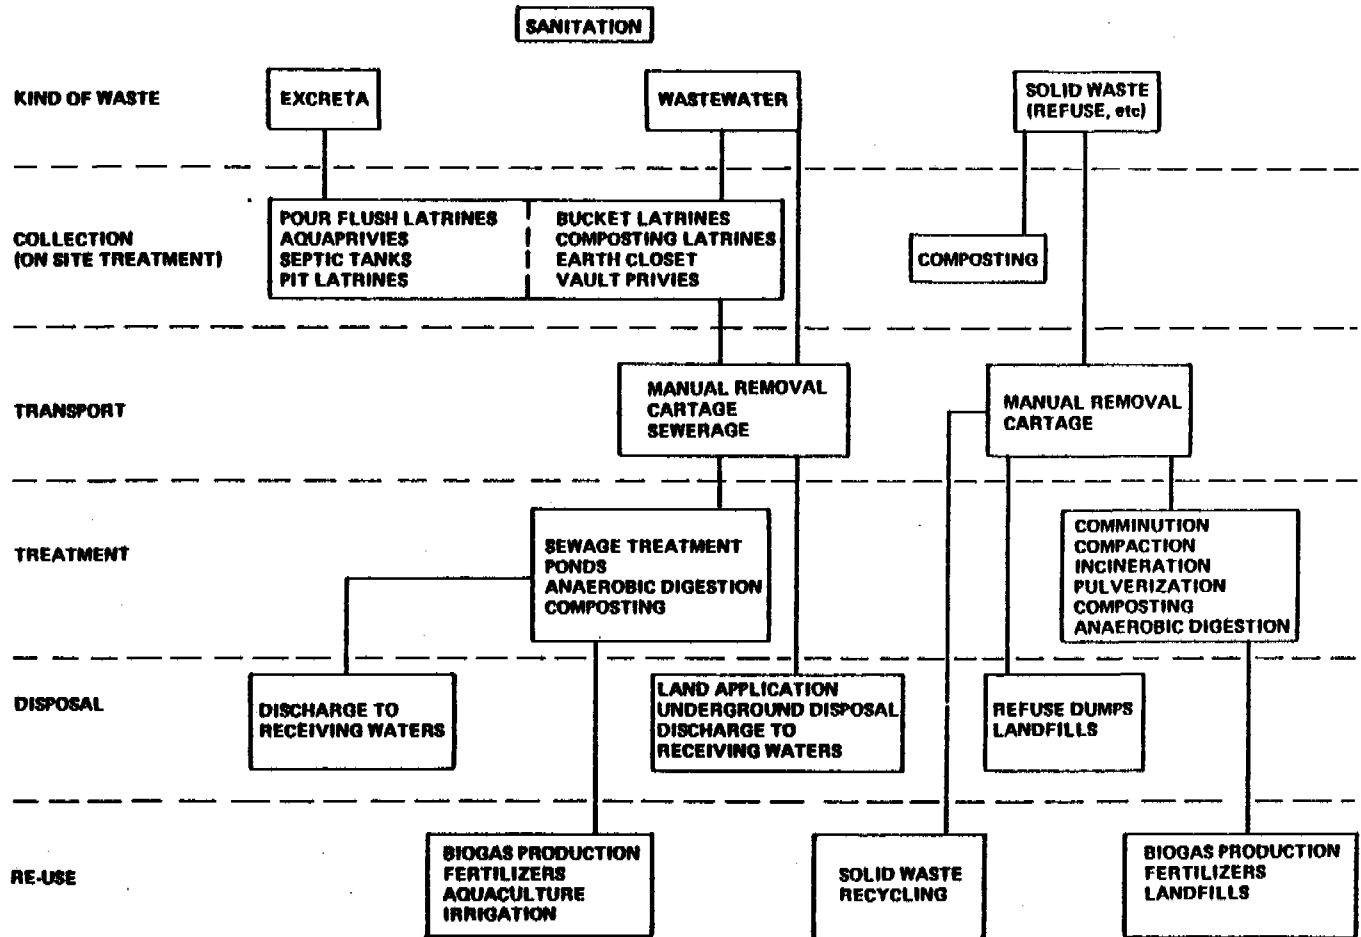 SANITATION
KIND OF WASTE
EXCRETA
WASTEWATER
SOLID WASTE
(REFUSE, etc)
COLLECTION
(ON SITE TREATMENT)
POUR FLUSH LATRINES
AQUAPRIVIES
SEPTIC TANKS
PIT LATRINES
BUCKET LATRINES
COMPOSTING LATRINES
EARTH CLOSET
VAULT PRIVIES
COMPOSTING
TRANSPORT
MANUAL REMOVAL
CARTAGE
SEWERAGE
MANUAL REMOVAL
CARTAGE
TREATMENT
SEWAGE TREATMENT
PONDS
ANAEROBIC DIGESTION
COMPOSTING
COMMINUTION
COMPACTION
INCINERATION
PULVERIZATION
COMPOSTING
ANAEROBIC DIGESTION
DISPOSAL
DISCHARGE TO
RECEIVING WATERS
LAND APPLICATION
UNDERGROUND DISPOSAL
DISCHARGE TO
RECEIVING WATERS
REFUSE DUMPS
LANDFILLS
RE-USE
BIOGAS PRODUCTION
FERTILIZERS
AQUACULTURE
IRRIGATION
SOLID WASTE
RECYCLING
BIOGAS PRODUCTION
FERTILIZERS
LANDFILLS